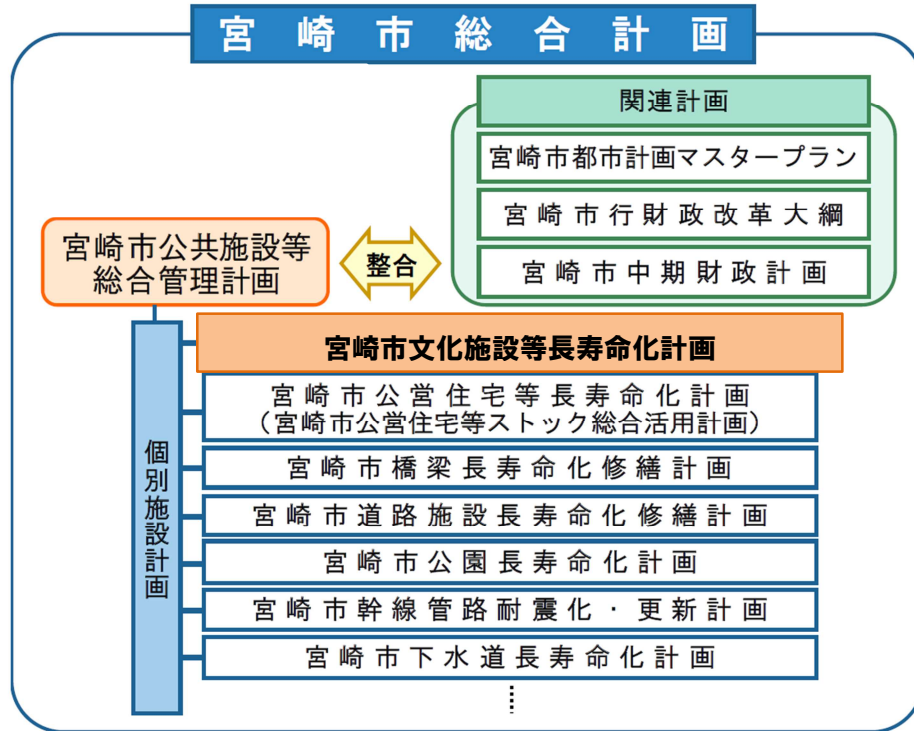 宮崎市総合計画
関連計画
宮崎市都市計画マスタープラン
宮崎市行財政改革大綱
宮崎市中期財政計画
宮崎市公共施設等
総合管理計画
整合
個別施設計画
宮崎市文化施設等長寿命化計画
宮崎市公営住宅等長寿命化計画
（宮崎市公営住宅等ストック総合活用計画）
宮崎市橋梁長寿命化修繕計画
宮崎市道路施設長寿命化修繕計画
宮崎市公園長寿命化計画
宮崎市幹線管路耐震化・更新計画
宮崎市下水道長寿命化計画